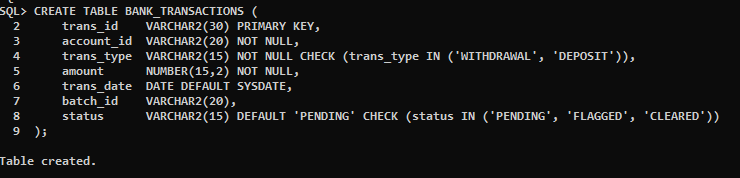 SQL> CREATE TABLE BANK_TRANSACTIONS (
  2      trans_id    VARCHAR2(30) PRIMARY KEY,
  3      account_id  VARCHAR2(20) NOT NULL,
  4      trans_type  VARCHAR2(15) NOT NULL CHECK (trans_type IN ('WITHDRAWAL', 'DEPOSIT')),
  5      amount      NUMBER(15,2) NOT NULL,
  6      trans_date  DATE DEFAULT SYSDATE,
  7      batch_id    VARCHAR2(20),
  8      status      VARCHAR2(15) DEFAULT 'PENDING' CHECK (status IN ('PENDING', 'FLAGGED', 'CLEARED'))
  9  );
Table created.